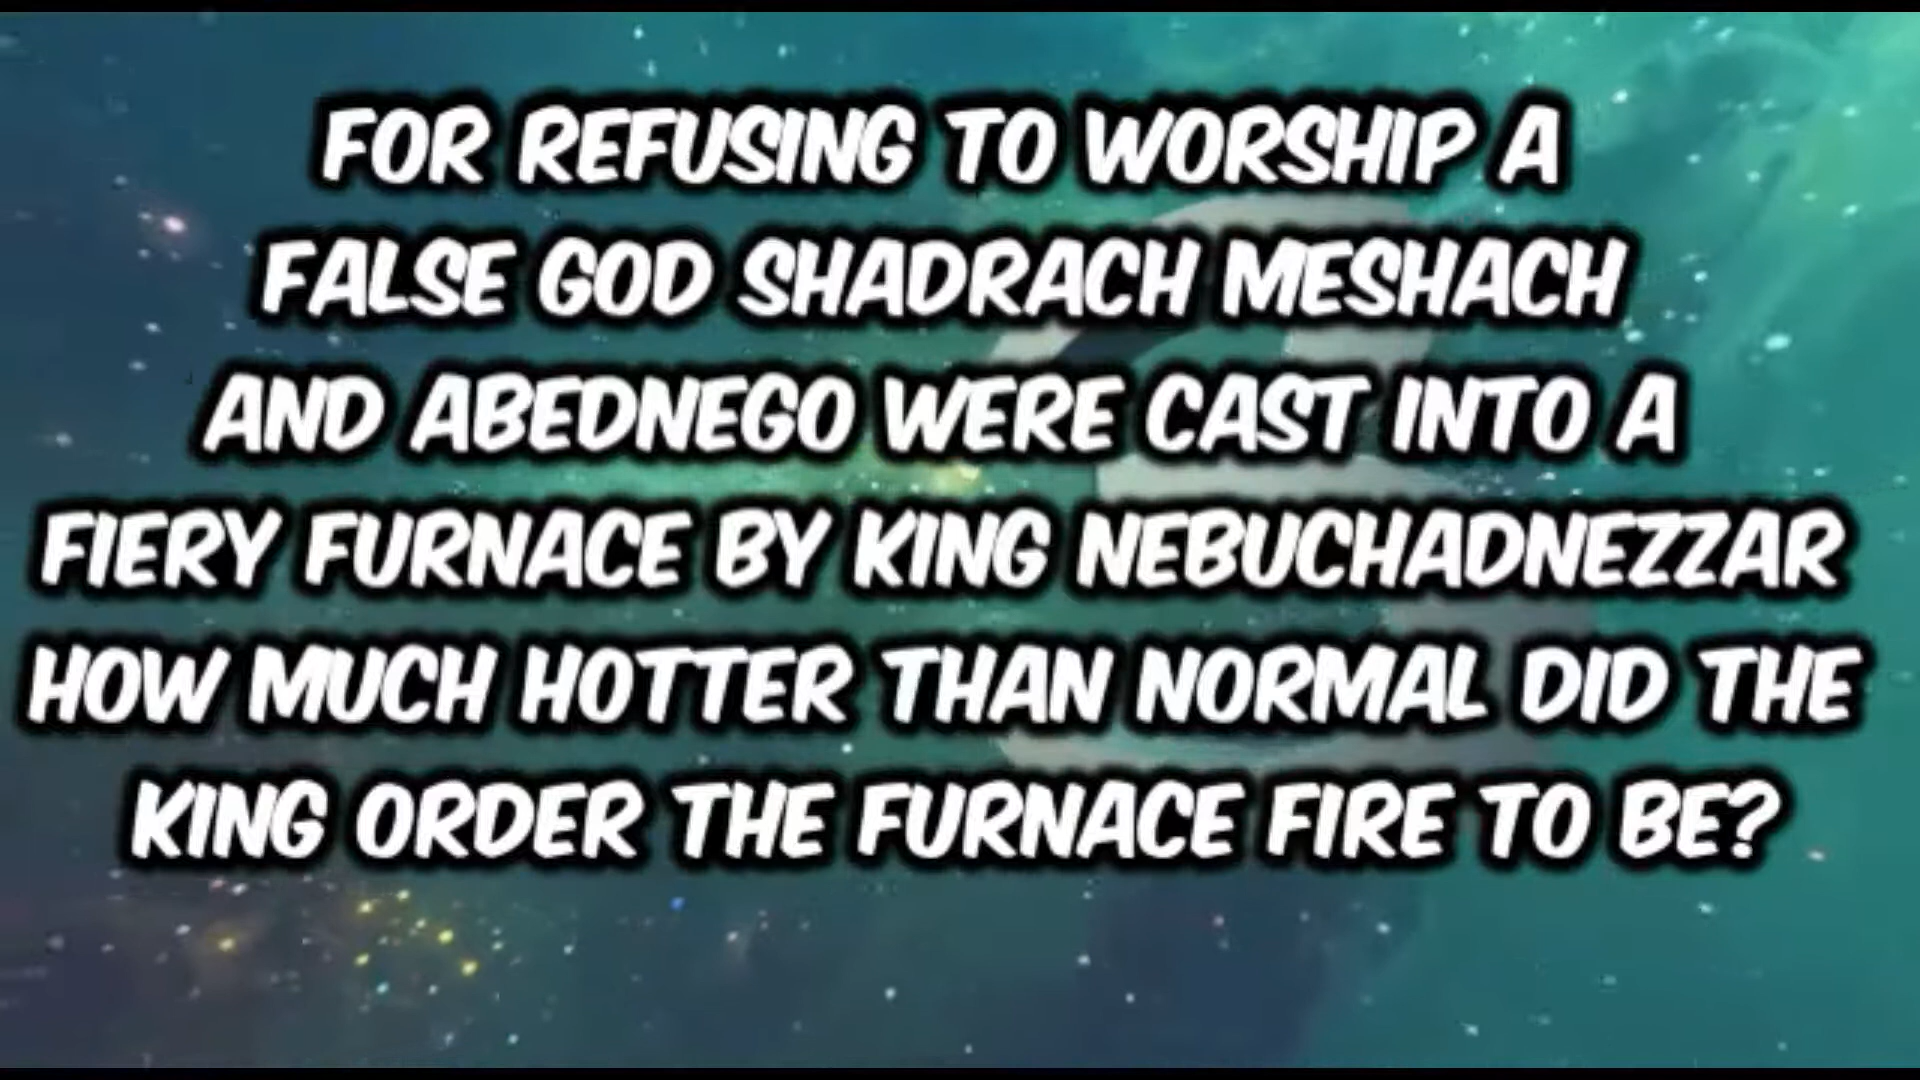 FOR REFUSING TO WORSHIP A
FALSE GOD SHADRACH MESHACH
AND ABEDNEGO WERE CAST INTO A
FIERY FURNACE BY KING NEBUCHADNEZZAR
HOW MUCH HOTTER THAN NORMAL DID THE
KING ORDER THE FURNACE FIRE TO BE?